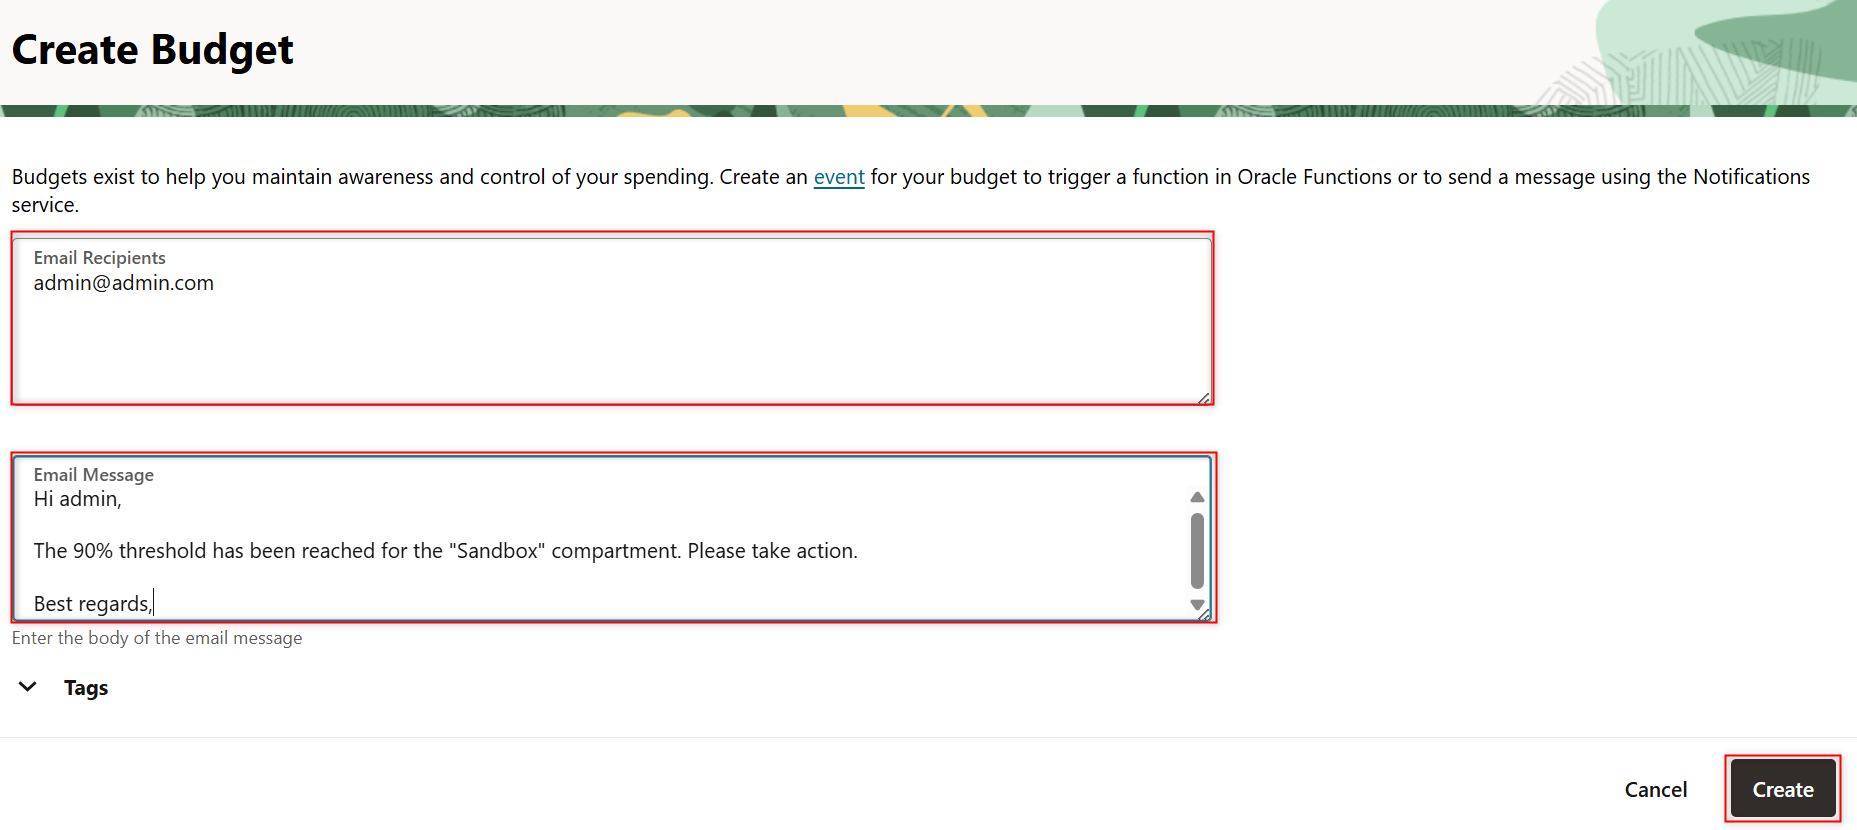 Create Budget
Budgets exist to help you maintain awareness and control of your spending. Create an event for your budget to trigger a function in Oracle Functions or to send a message using the Notifications
service.
Email Recipients
admin@admin.com
Email Message
Hi admin,
The 90% threshold has been reached for the "Sandbox" compartment. Please take action.
Best regards,
Enter the body of the email message
Tags
Cancel
Create